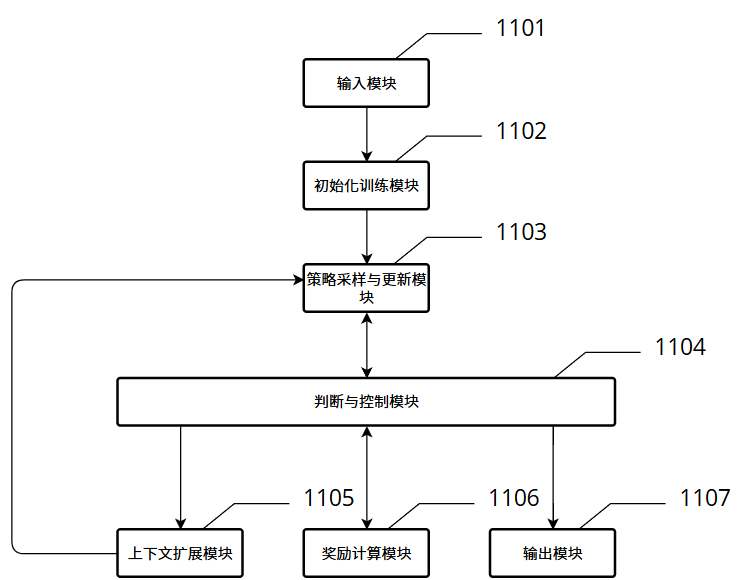 1101
输入模块
1102
初始化训练模块
1103
策略采样与更新模
块
1104
判断与控制模块
1105
1106
1107
上下文扩展模块
奖励计算模块
输出模块